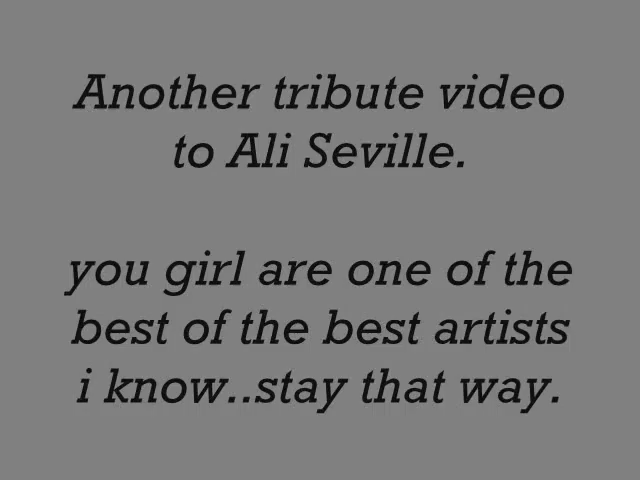 Another tribute video
to Ali Seville.
you girl are one of the
best of the best artists
i know..stay that way.